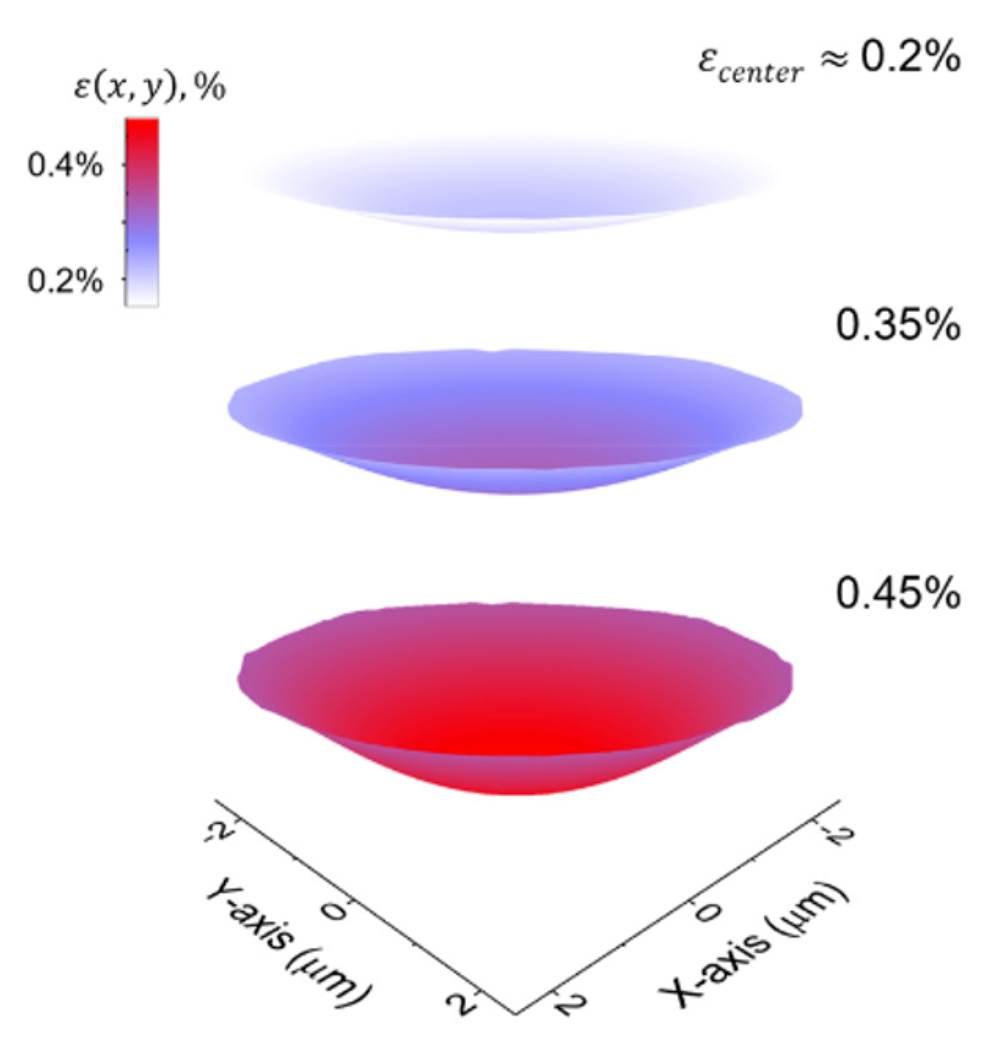 ε_center ≈ 0.2%
ε(x, y), %
0.4%
0.2%
0.35%
0.45%
-2
0
2
Y-axis (μm)
-2
0
2
X-axis (μm)